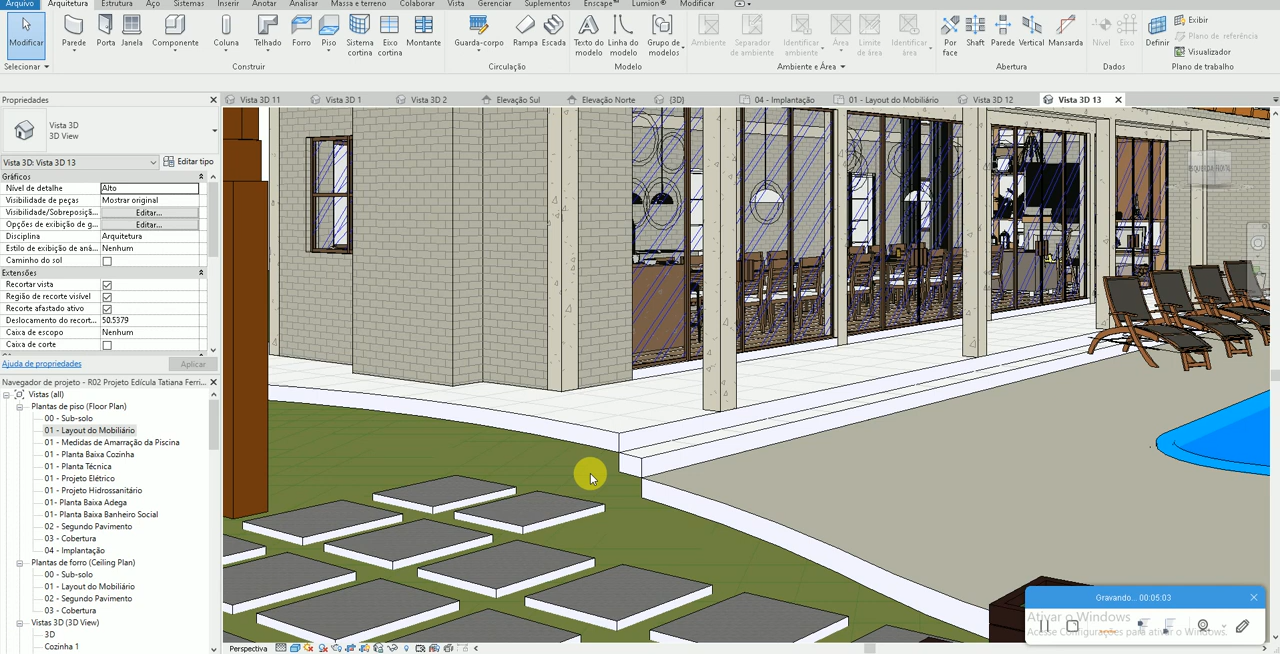 Arquivo Arquitetura Estrutura Aço Sistemas Inserir Anotar Analisar Massa e terreno Colaborar Vista Gerenciar Suplementos Enscape™ Lumion® Modificar
Modificar Parede Porta Janela Componente Coluna Telhado Forro Piso Sistema cortina Eixo cortina Montante Guarda-corpo Rampa Escada Texto do modelo Linha do modelo Grupo de modelos Ambiente Separador de ambiente Identificar ambiente Área Limite de área Identificar área Por face Shaft Parede Vertical Mansarda Nível Eixo Definir
Exibir
Plano de referência
Visualizador
Selecionar Construir Circulação Modelo Ambiente e Área Abertura Dados Plano de trabalho
Propriedades
Vista 3D 11 Vista 3D 1 Vista 3D 2 Elevação Sul Elevação Norte {3D} 04 - Implantação 01 - Layout do Mobiliário Vista 3D 12 Vista 3D 13
Vista 3D
3D View
Vista 3D: Vista 3D 13 Editar tipo
Gráficos
Nível de detalhe Alto
Visibilidade de peças Mostrar original
Visibilidade/Sobreposiçã... Editar...
Opções de exibição de g... Editar...
Disciplina Arquitetura
Estilo de exibição de aná... Nenhum
Caminho do sol
Extensões
Recortar vista
Região de recorte visível
Recorte afastado ativo
Deslocamento do recort... 50.5379
Caixa de escopo Nenhum
Caixa de corte
Ajuda de propriedades Aplicar
Navegador de projeto - R02 Projeto Edícula Tatiana Ferri...
Vistas (all)
Plantas de piso (Floor Plan)
00 - Sub-solo
01 - Layout do Mobiliário
01 - Medidas de Amarração da Piscina
01 - Planta Baixa Cozinha
01 - Planta Técnica
01 - Projeto Elétrico
01 - Projeto Hidrossanitário
01- Planta Baixa Adega
01- Planta Baixa Banheiro Social
02 - Segundo Pavimento
03 - Cobertura
04 - Implantação
Plantas de forro (Ceiling Plan)
00 - Sub-solo
01 - Layout do Mobiliário
02 - Segundo Pavimento
03 - Cobertura
Vistas 3D (3D View)
3D
Cozinha 1
Perspectiva
Gravando... 00:05:03
Ativar o Windows
Acesse Configurações para ativar o Windows.